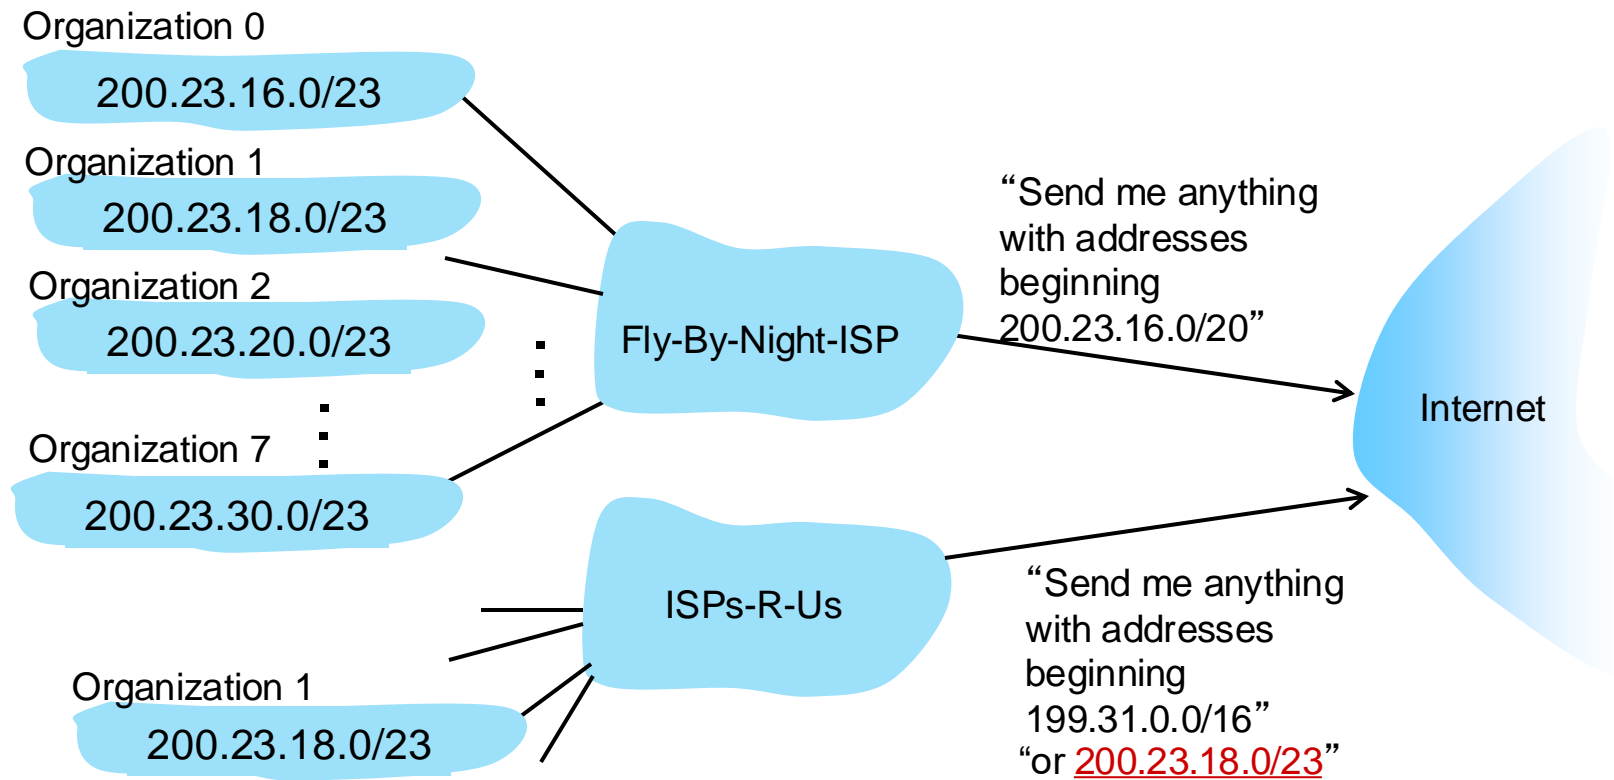 Organization 0
200.23.16.0/23
Organization 1
200.23.18.0/23
Organization 2
200.23.20.0/23
Organization 7
200.23.30.0/23
Fly-By-Night-ISP
“Send me anything
with addresses
beginning
200.23.16.0/20”
Internet
ISPs-R-Us
Organization 1
200.23.18.0/23
“Send me anything
with addresses
beginning
199.31.0.0/16”
“or 200.23.18.0/23”